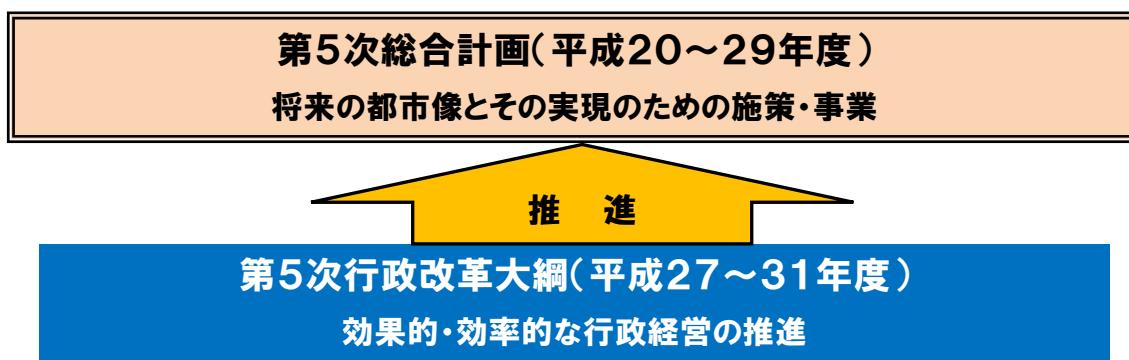 第5次総合計画(平成20～29年度)
将来の都市像とその実現のための施策・事業
推　進
第5次行政改革大綱(平成27～31年度)
効果的・効率的な行政経営の推進